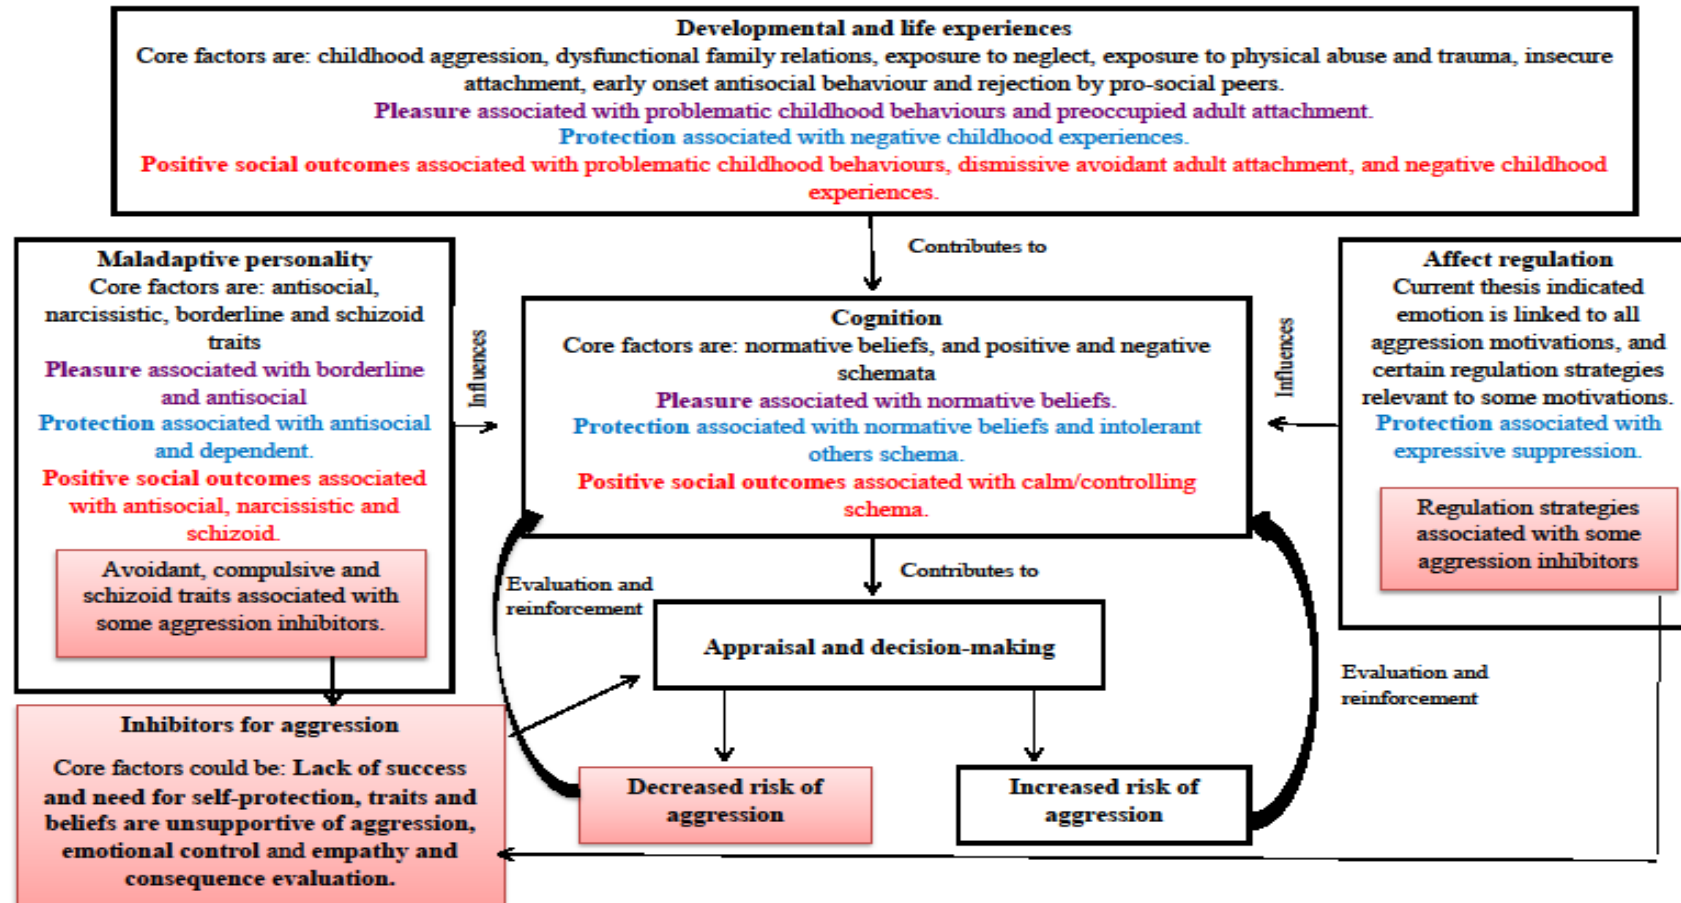 Developmental and life experiences
Core factors are: childhood aggression, dysfunctional family relations, exposure to neglect, exposure to physical abuse and trauma, insecure
attachment, early onset antisocial behaviour and rejection by pro-social peers.
Pleasure associated with problematic childhood behaviours and preoccupied adult attachment.
Protection associated with negative childhood experiences.
Positive social outcomes associated with problematic childhood behaviours, dismissive avoidant adult attachment, and negative childhood
experiences.
Contributes to
Maladaptive personality
Core factors are: antisocial,
narcissistic, borderline and schizoid
traits
Pleasure associated with borderline
and antisocial
Protection associated with antisocial
and dependent.
Positive social outcomes associated
with antisocial, narcissistic and
schizoid.
Avoidant, compulsive and
schizoid traits associated with
some aggression inhibitors.
Influences
Cognition
Core factors are: normative beliefs, and positive and negative
schemata
Pleasure associated with normative beliefs.
Protection associated with normative beliefs and intolerant
others schema.
Positive social outcomes associated with calm/controlling
schema.
Influences
Affect regulation
Current thesis indicated
emotion is linked to all
aggression motivations, and
certain regulation strategies
relevant to some motivations.
Protection associated with
expressive suppression.
Regulation strategies
associated with some
aggression inhibitors
Evaluation and
reinforcement
Contributes to
Appraisal and decision-making
Evaluation and
reinforcement
Inhibitors for aggression
Core factors could be: Lack of success
and need for self-protection, traits and
beliefs are unsupportive of aggression,
emotional control and empathy and
consequence evaluation.
Decreased risk of
aggression
Increased risk of
aggression